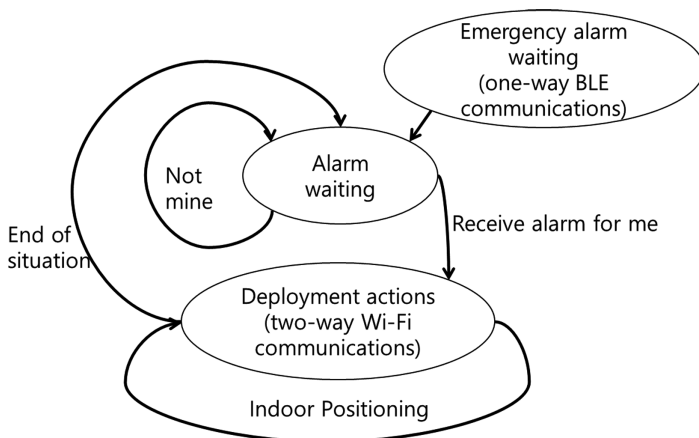 Emergency alarm
waiting
(one-way BLE
communications)
Alarm
waiting
Not
mine
Receive alarm for me
End of
situation
Deployment actions
(two-way Wi-Fi
communications)
Indoor Positioning